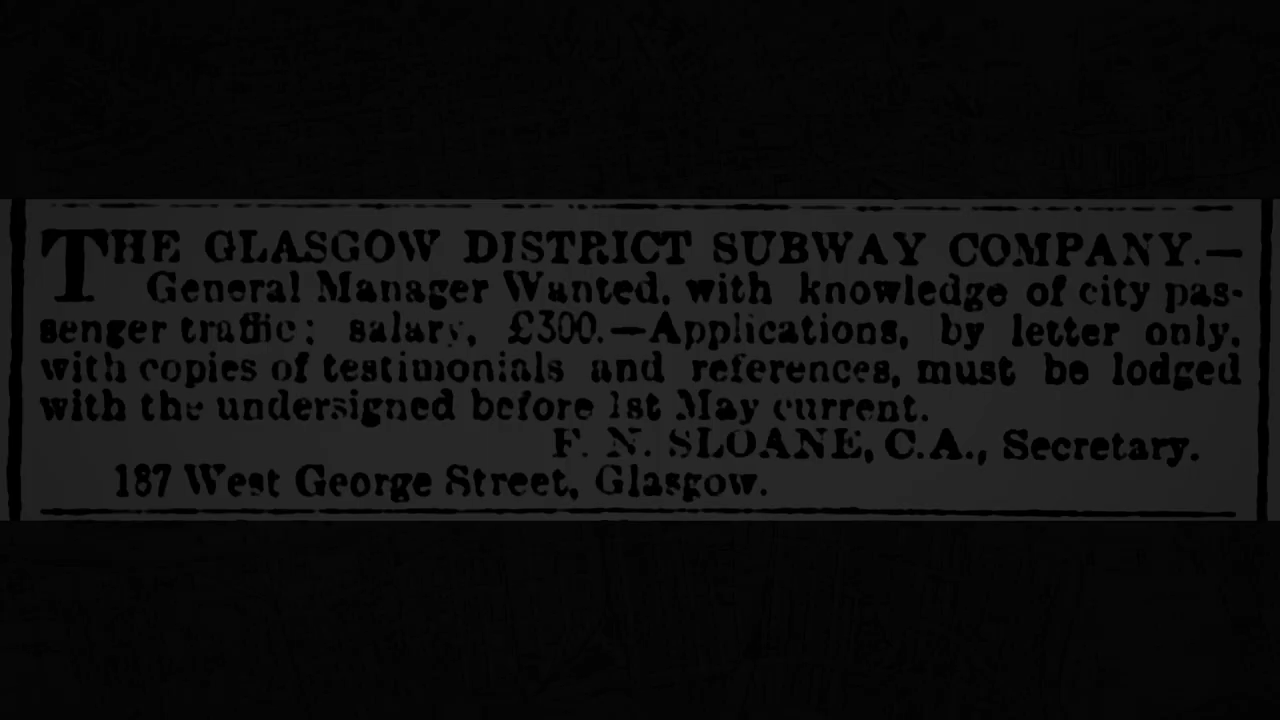 THE GLASGOW DISTRICT SUBWAY COMPANY.—
General Manager Wanted, with knowledge of city pas-
senger traffic; salary, £300.—Applications, by letter only,
with copies of testimonials and references, must be lodged
with the undersigned before 1st May current.
F. N. SLOANE, C.A., Secretary.
187 West George Street, Glasgow.